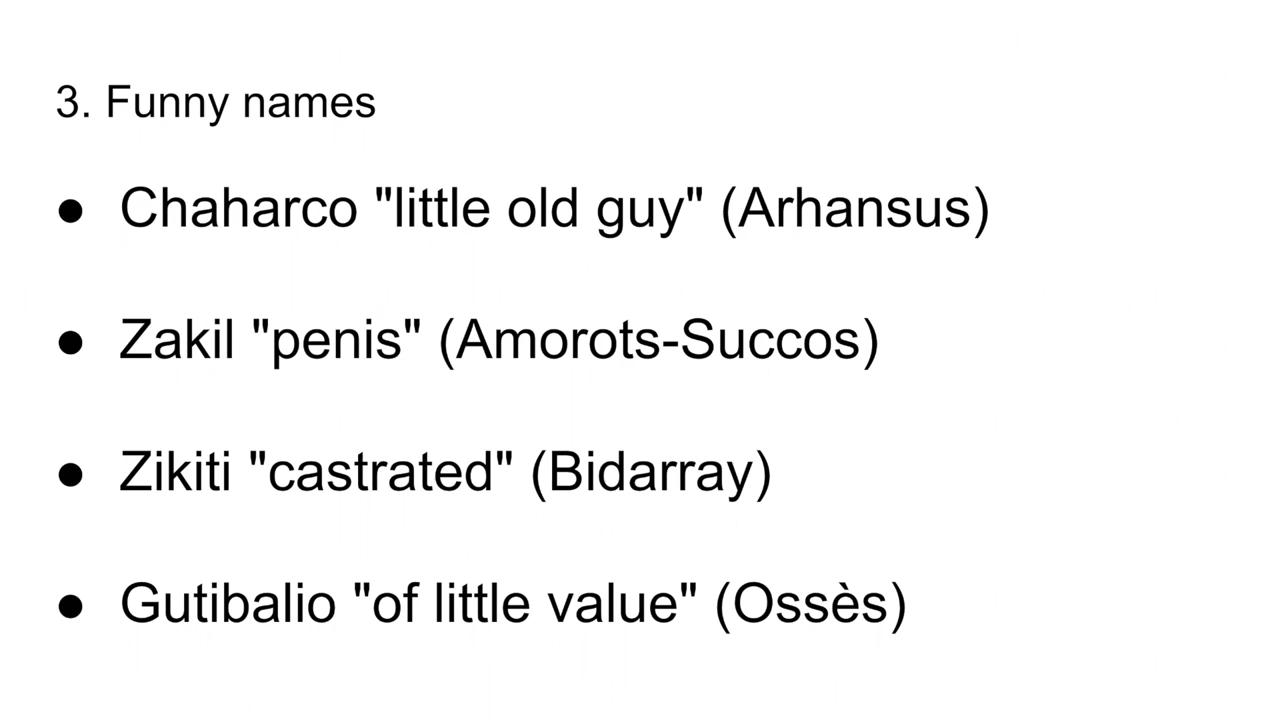 3. Funny names
● Chaharco "little old guy" (Arhansus)
● Zakil "penis" (Amorots-Succos)
● Zikiti "castrated" (Bidarray)
● Gutibalio "of little value" (Ossès)